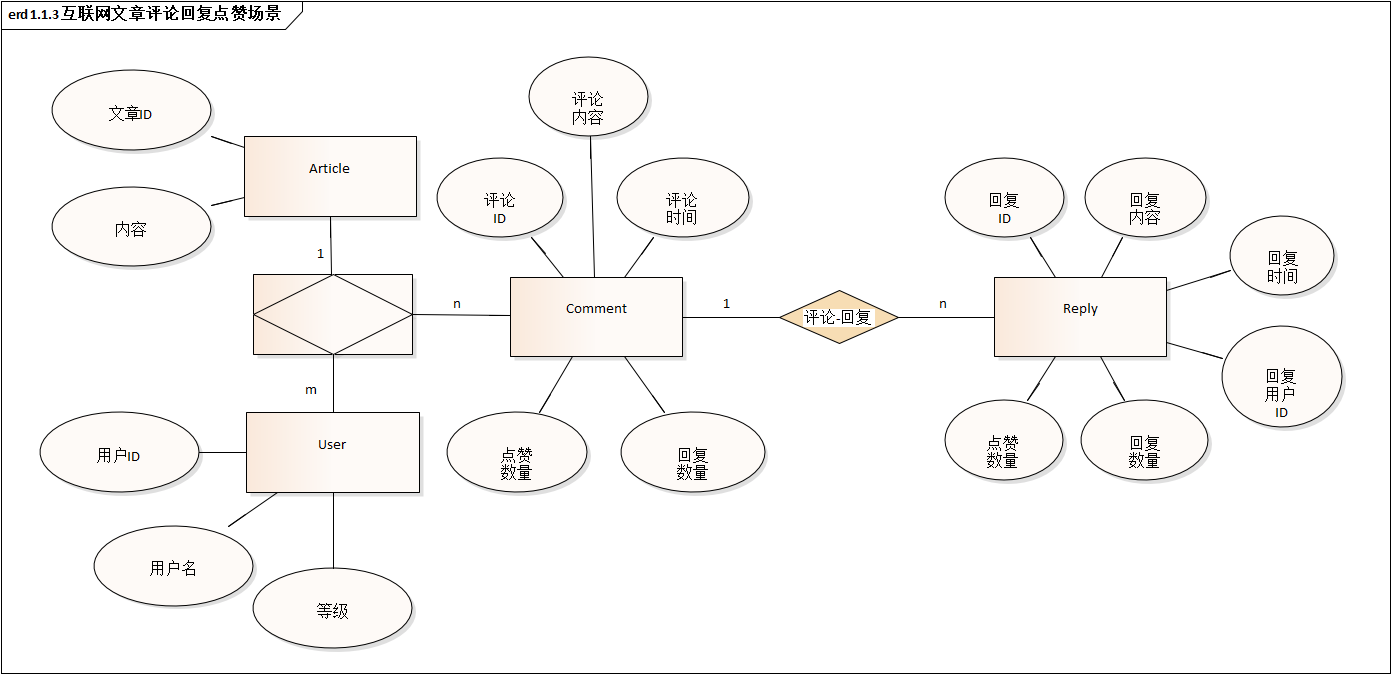 erd 1.1.3 互联网文章评论回复点赞场景
文章ID
Article
内容
1
m
User
用户ID
用户名
等级
n
评论
内容
评论
ID
评论
时间
Comment
点赞
数量
回复
数量
1
评论-回复
n
回复
ID
回复
内容
回复
时间
Reply
回复
用户
ID
点赞
数量
回复
数量